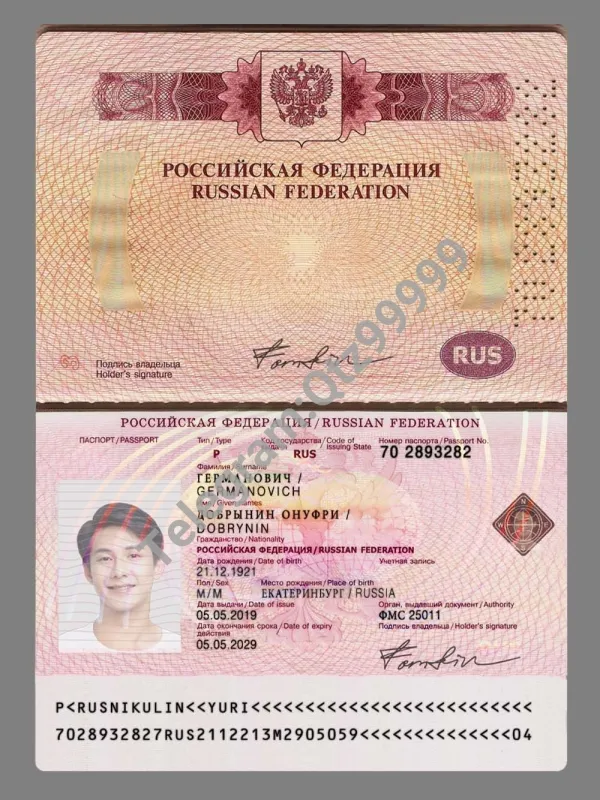 РОССИЙСКАЯ ФЕДЕРАЦИЯ
RUSSIAN FEDERATION
Подпись владельца
Holder's signature
RUS
РОССИЙСКАЯ ФЕДЕРАЦИЯ/RUSSIAN FEDERATION
ПАСПОРТ/PASSPORT Тип/Type Код государства/Code of issuing State Номер паспорта/Passport No.
P RUS 70 2893282
Фамилия/Surname
ГЕРМАНОВИЧ /
GERMANOVICH
Имя/Given names
ДОБРЫНИН ОНУФРИ /
DOBRYNIN
Гражданство/Nationality
РОССИЙСКАЯ ФЕДЕРАЦИЯ/RUSSIAN FEDERATION
Дата рождения/Date of birth Учетная запись.
21.12.1921
Пол/Sex Место рождения/Place of birth
М/M ЕКАТЕРИНБУРГ / RUSSIA
Дата выдачи/Date of issue Орган, выдавший документ/Authority
05.05.2019 ФМС 25011
Дата окончания срока/Date of expiry Подпись владельца/Holder's signature
действия
05.05.2029
P<RUSNIKULIN<<YURI<<<<<<<<<<<<<<<<<<<<<<<<<<
7028932827RUS2112213M2905059<<<<<<<<<<<<<<04
Telegram:Qtz99999